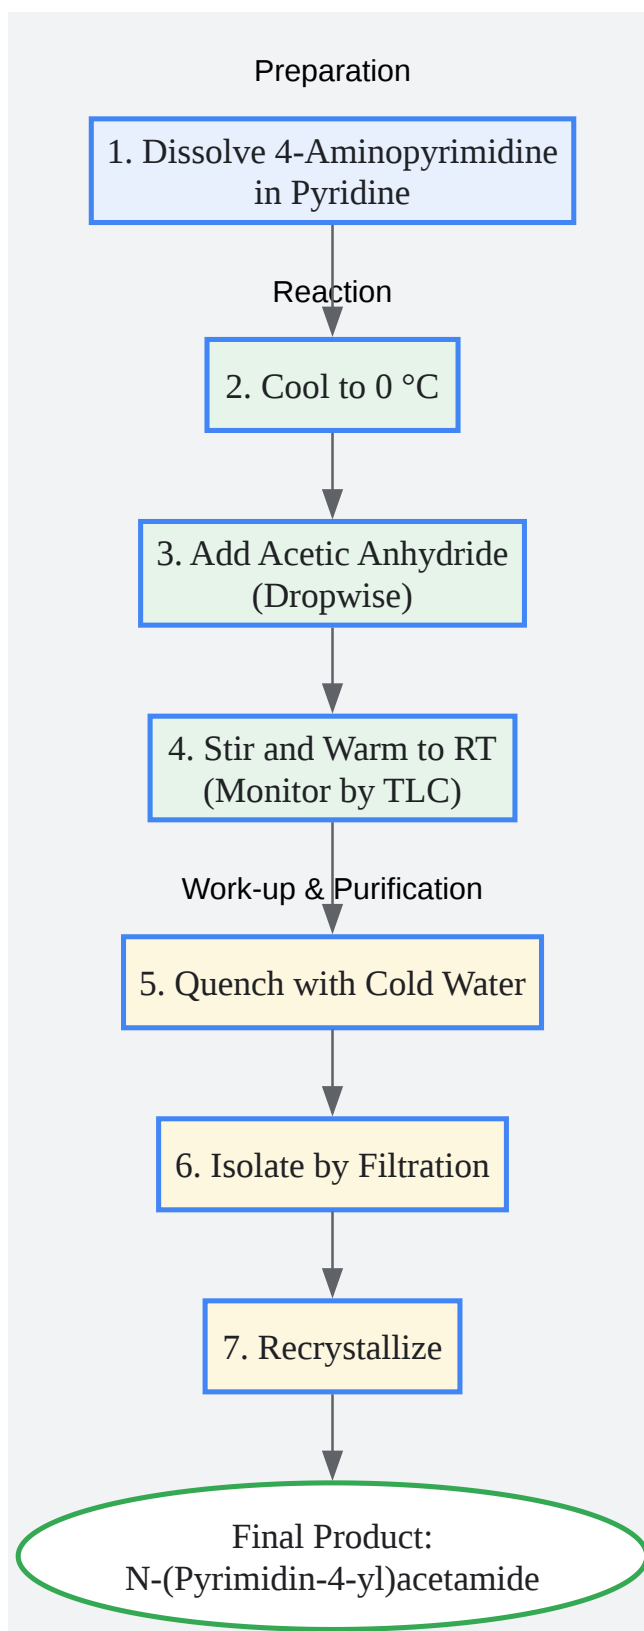 Preparation
1. Dissolve 4-Aminopyrimidine
in Pyridine
Reaction
2. Cool to 0 °C
3. Add Acetic Anhydride
(Dropwise)
4. Stir and Warm to RT
(Monitor by TLC)
Work-up & Purification
5. Quench with Cold Water
6. Isolate by Filtration
7. Recrystallize
Final Product:
N-(Pyrimidin-4-yl)acetamide